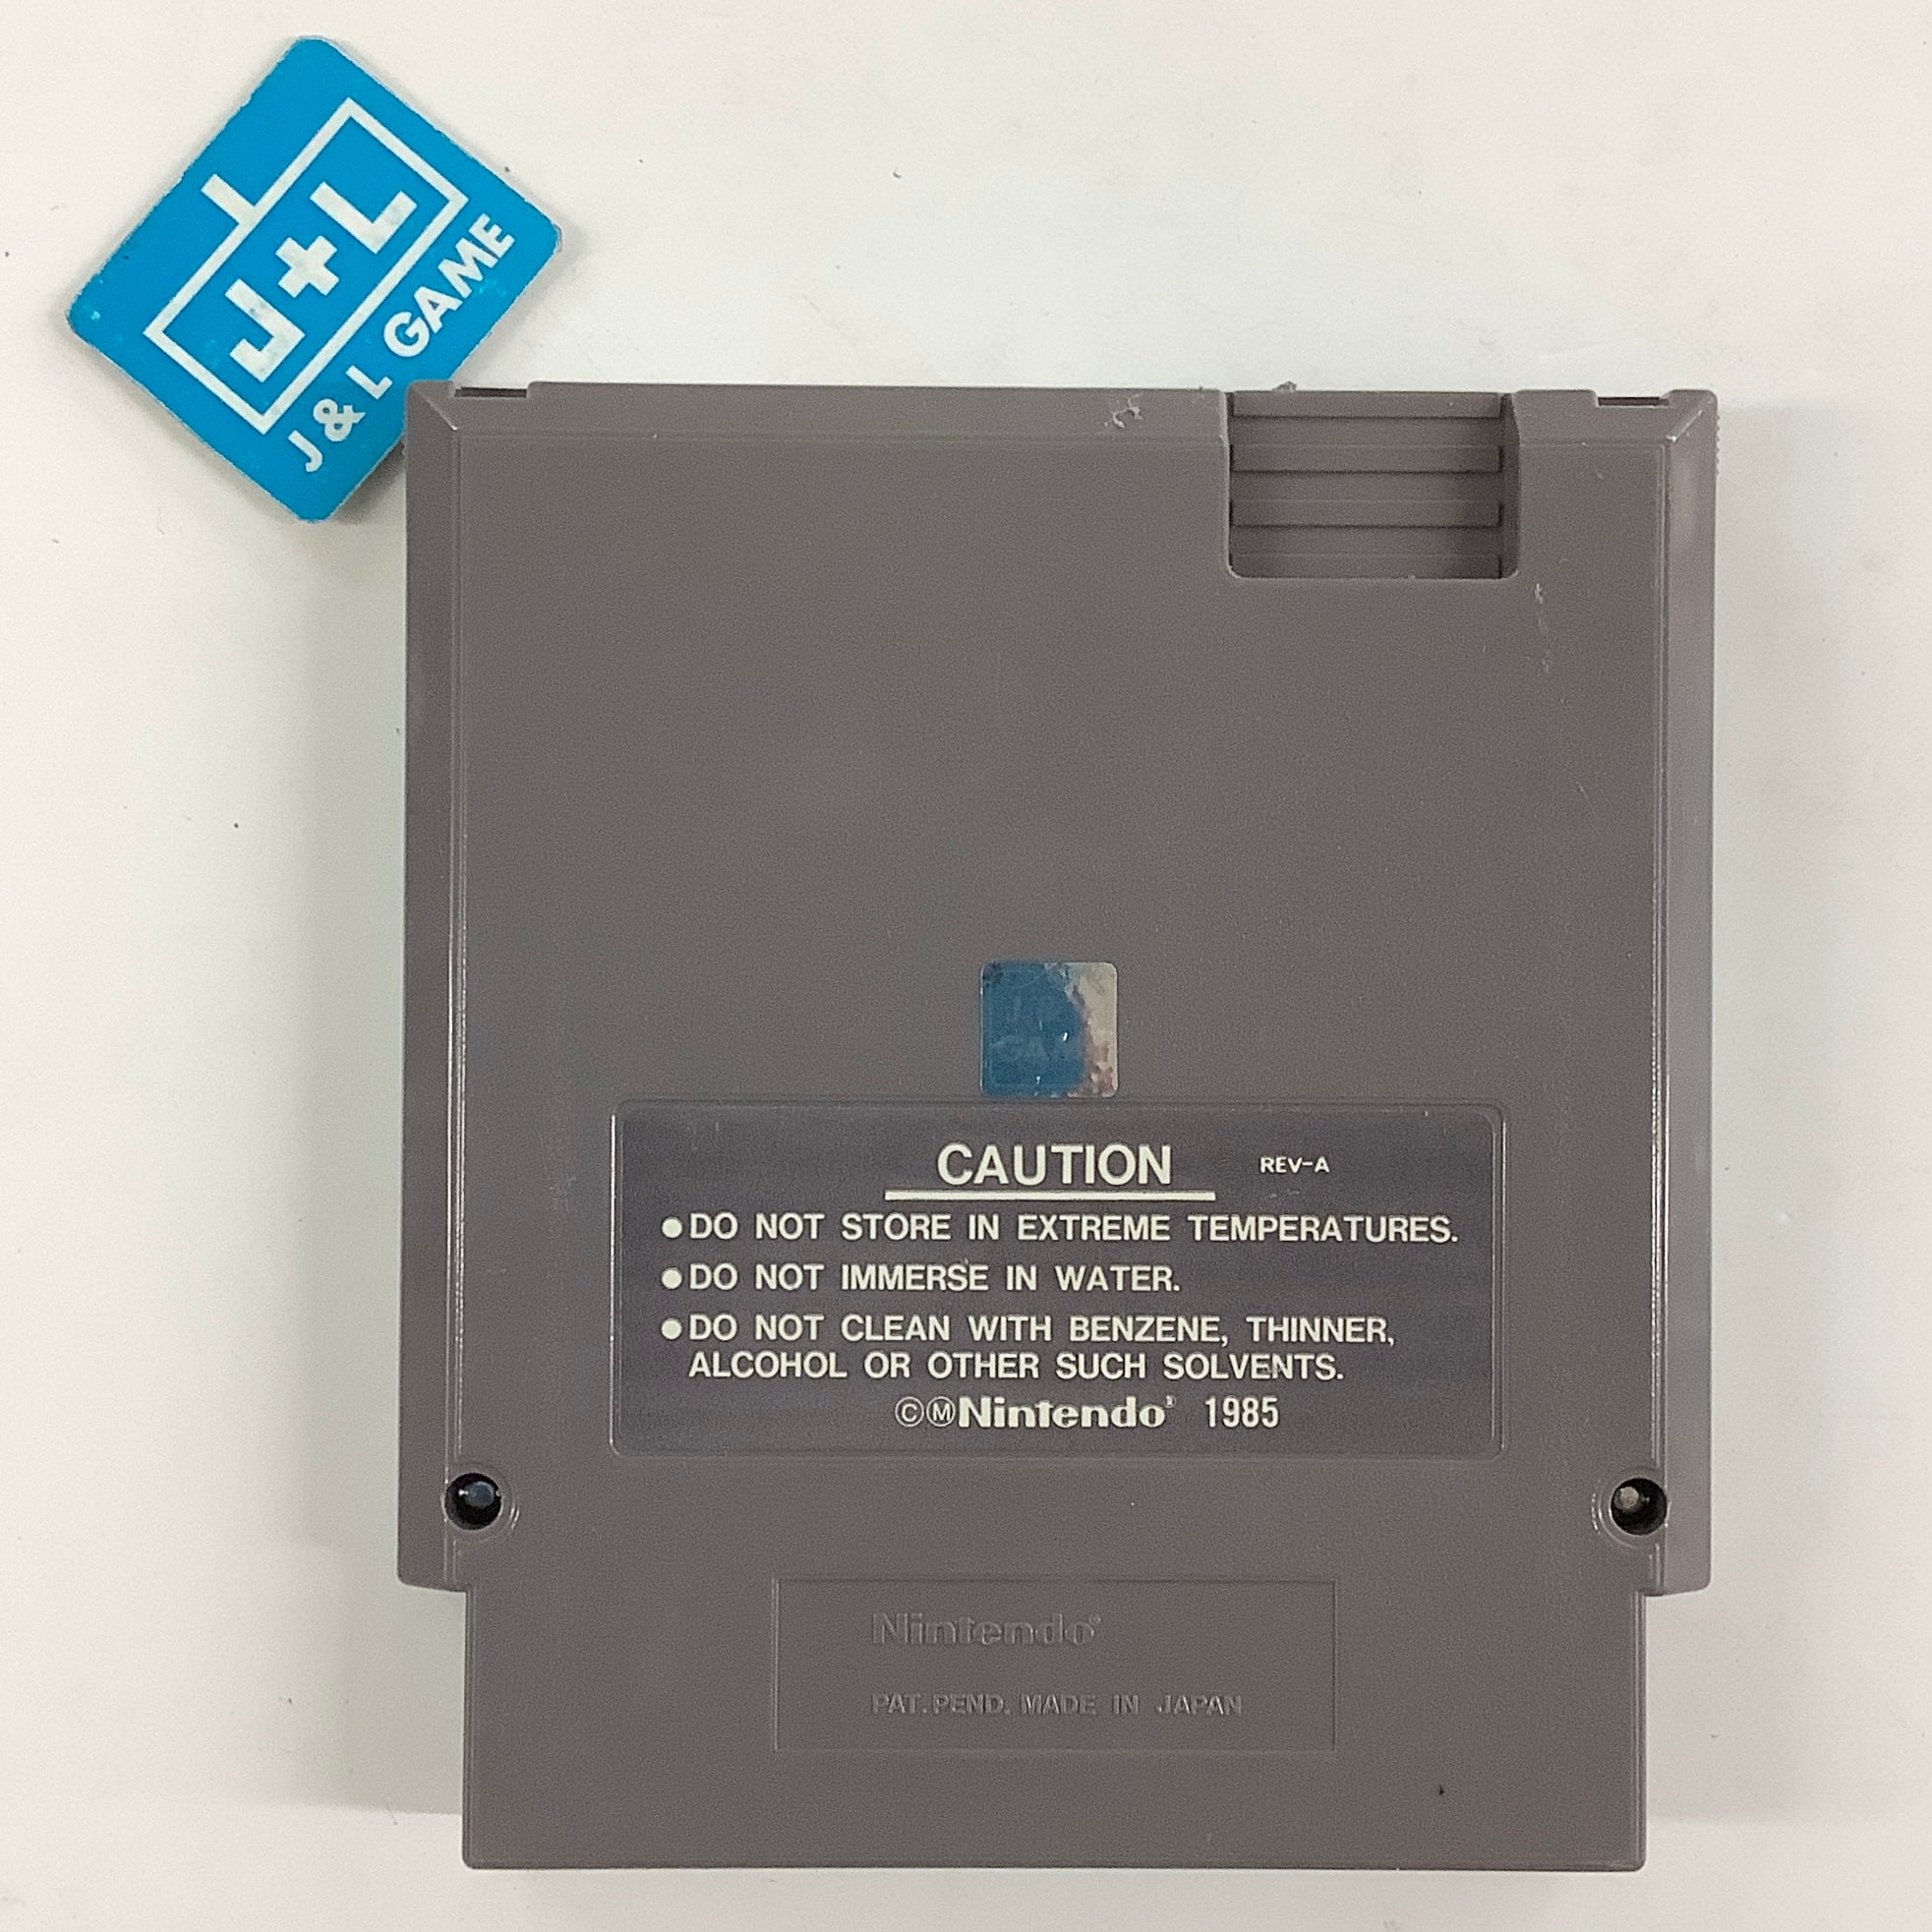 J+L
J & L GAME
CAUTION REV-A
●DO NOT STORE IN EXTREME TEMPERATURES.
●DO NOT IMMERSE IN WATER.
●DO NOT CLEAN WITH BENZENE, THINNER,
ALCOHOL OR OTHER SUCH SOLVENTS.
©ⓂNintendo® 1985
Nintendo®
PAT. PEND. MADE IN JAPAN